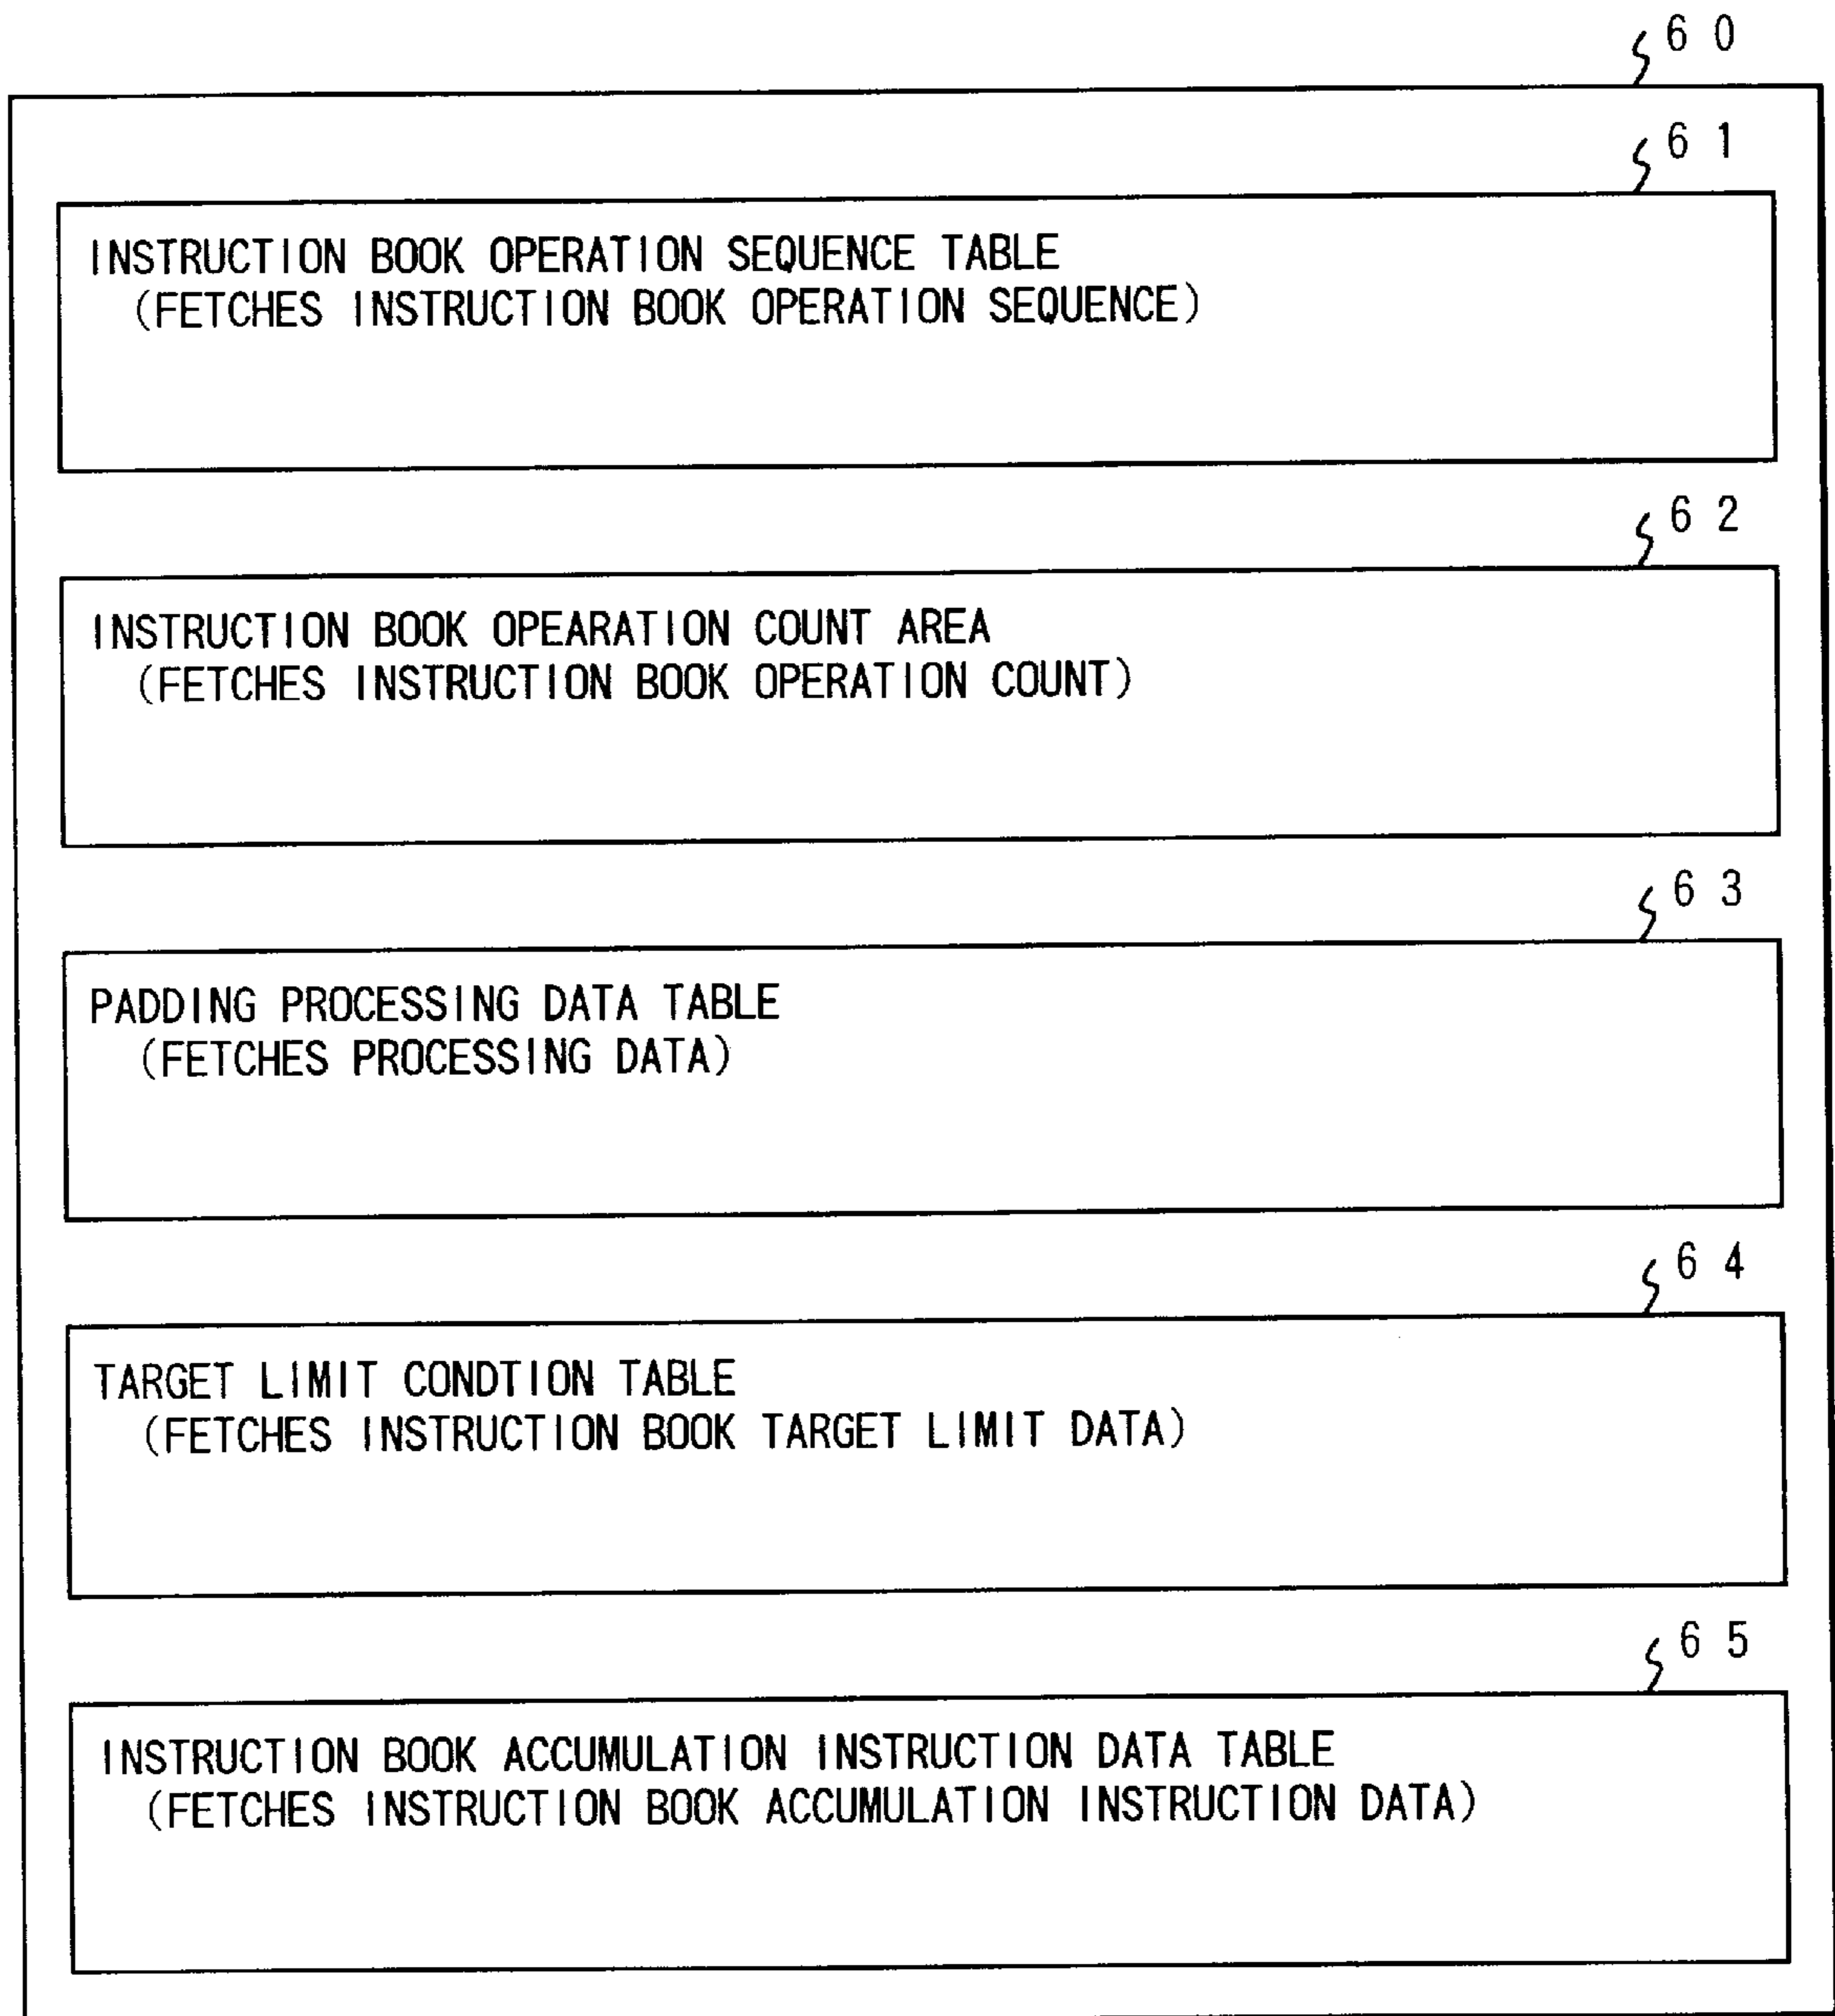 60
61
INSTRUCTION BOOK OPERATION SEQUENCE TABLE
(FETCHES INSTRUCTION BOOK OPERATION SEQUENCE)
62
INSTRUCTION BOOK OPEARATION COUNT AREA
(FETCHES INSTRUCTION BOOK OPERATION COUNT)
63
PADDING PROCESSING DATA TABLE
(FETCHES PROCESSING DATA)
64
TARGET LIMIT CONDTION TABLE
(FETCHES INSTRUCTION BOOK TARGET LIMIT DATA)
65
INSTRUCTION BOOK ACCUMULATION INSTRUCTION DATA TABLE
(FETCHES INSTRUCTION BOOK ACCUMULATION INSTRUCTION DATA)